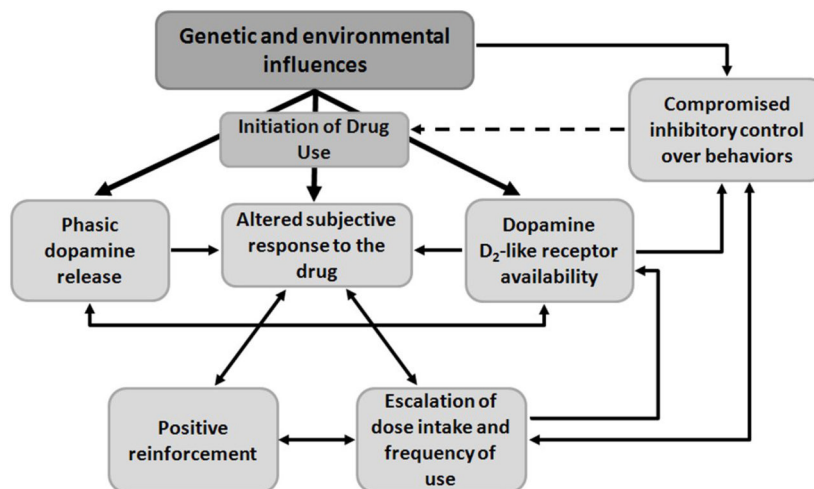 Genetic and environmental
influences
Compromised
inhibitory control
over behaviors
Initiation of Drug
Use
Phasic
dopamine
release
Altered subjective
response to the
drug
Dopamine
D₂-like receptor
availability
Positive
reinforcement
Escalation of
dose intake and
frequency of
use